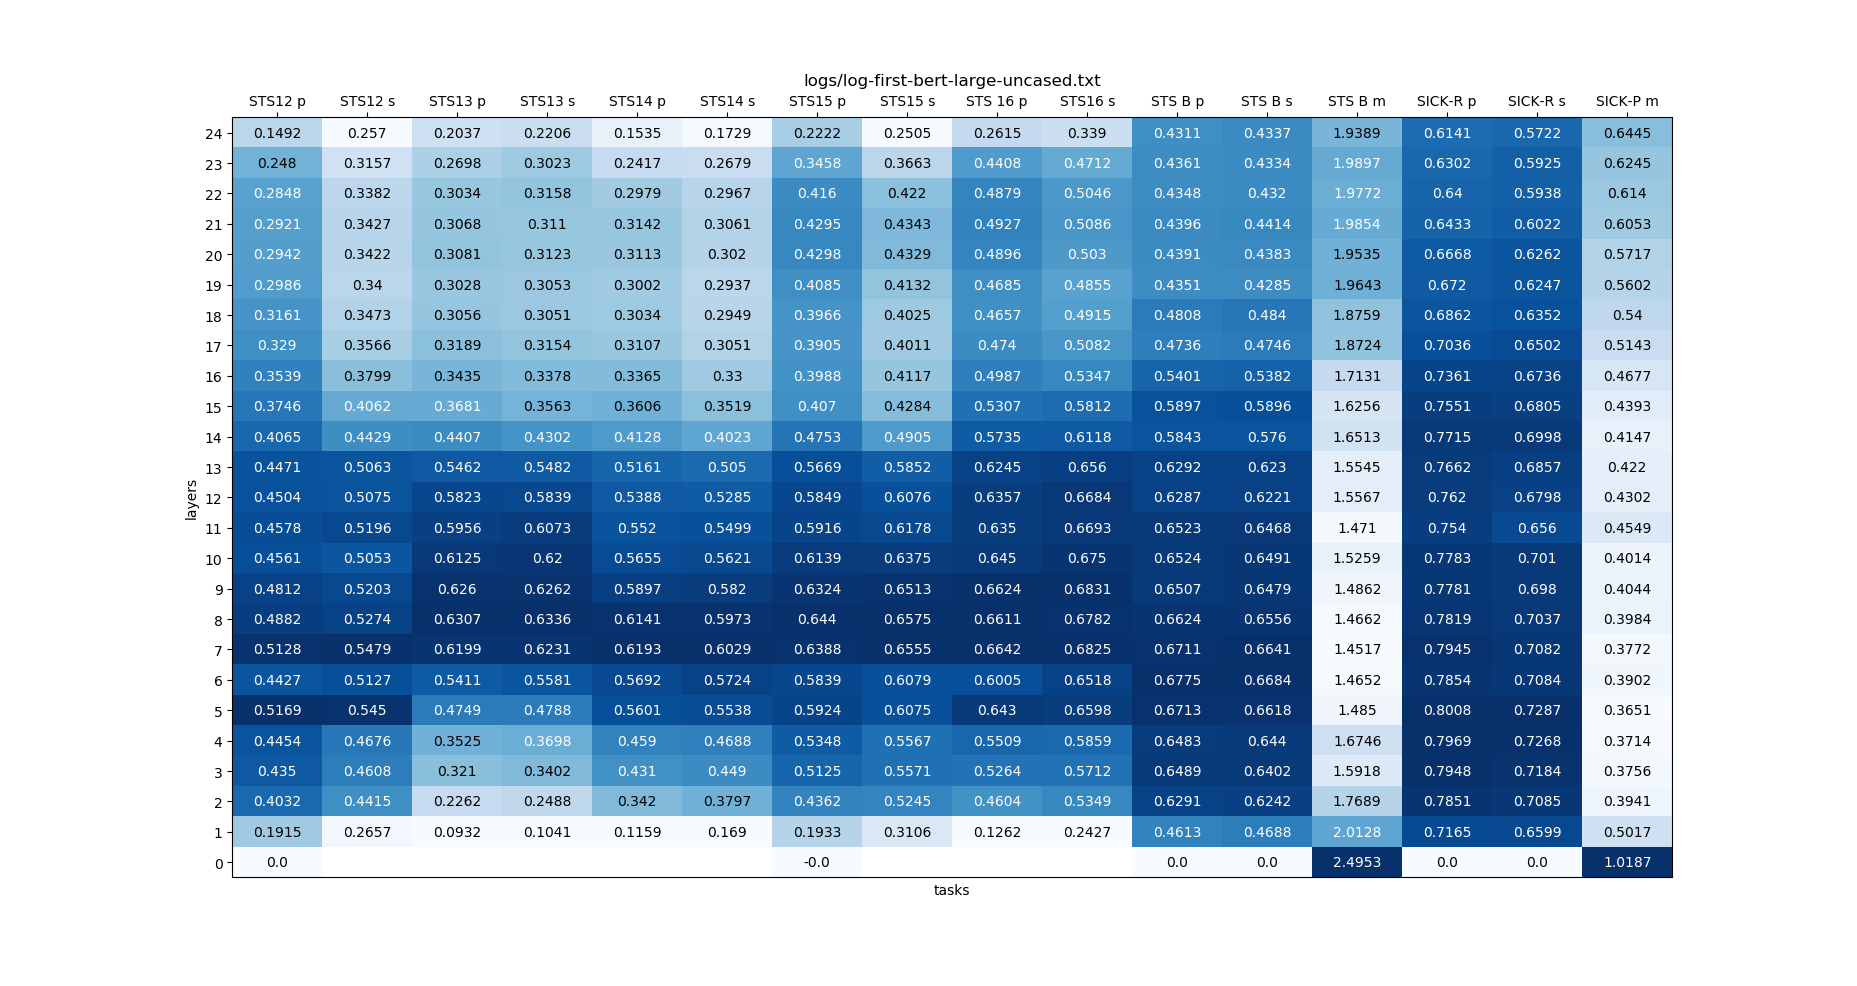 logs/log-first-bert-large-uncased.txt
STS12 p STS12 s STS13 p STS13 s STS14 p STS14 s STS15 p STS15 s STS 16 p STS16 s STS B p STS B s STS B m SICK-R p SICK-R s SICK-P m
24 0.1492 0.257 0.2037 0.2206 0.1535 0.1729 0.2222 0.2505 0.2615 0.339 0.4311 0.4337 1.9389 0.6141 0.5722 0.6445
23 0.248 0.3157 0.2698 0.3023 0.2417 0.2679 0.3458 0.3663 0.4408 0.4712 0.4361 0.4334 1.9897 0.6302 0.5925 0.6245
22 0.2848 0.3382 0.3034 0.3158 0.2979 0.2967 0.416 0.422 0.4879 0.5046 0.4348 0.432 1.9772 0.64 0.5938 0.614
21 0.2921 0.3427 0.3068 0.311 0.3142 0.3061 0.4295 0.4343 0.4927 0.5086 0.4396 0.4414 1.9854 0.6433 0.6022 0.6053
20 0.2942 0.3422 0.3081 0.3123 0.3113 0.302 0.4298 0.4329 0.4896 0.503 0.4391 0.4383 1.9535 0.6668 0.6262 0.5717
19 0.2986 0.34 0.3028 0.3053 0.3002 0.2937 0.4085 0.4132 0.4685 0.4855 0.4351 0.4285 1.9643 0.672 0.6247 0.5602
18 0.3161 0.3473 0.3056 0.3051 0.3034 0.2949 0.3966 0.4025 0.4657 0.4915 0.4808 0.484 1.8759 0.6862 0.6352 0.54
17 0.329 0.3566 0.3189 0.3154 0.3107 0.3051 0.3905 0.4011 0.474 0.5082 0.4736 0.4746 1.8724 0.7036 0.6502 0.5143
16 0.3539 0.3799 0.3435 0.3378 0.3365 0.33 0.3988 0.4117 0.4987 0.5347 0.5401 0.5382 1.7131 0.7361 0.6736 0.4677
15 0.3746 0.4062 0.3681 0.3563 0.3606 0.3519 0.407 0.4284 0.5307 0.5812 0.5897 0.5896 1.6256 0.7551 0.6805 0.4393
14 0.4065 0.4429 0.4407 0.4302 0.4128 0.4023 0.4753 0.4905 0.5735 0.6118 0.5843 0.576 1.6513 0.7715 0.6998 0.4147
13 0.4471 0.5063 0.5462 0.5482 0.5161 0.505 0.5669 0.5852 0.6245 0.656 0.6292 0.623 1.5545 0.7662 0.6857 0.422
12 0.4504 0.5075 0.5823 0.5839 0.5388 0.5285 0.5849 0.6076 0.6357 0.6684 0.6287 0.6221 1.5567 0.762 0.6798 0.4302
layers
11 0.4578 0.5196 0.5956 0.6073 0.552 0.5499 0.5916 0.6178 0.635 0.6693 0.6523 0.6468 1.471 0.754 0.656 0.4549
10 0.4561 0.5053 0.6125 0.62 0.5655 0.5621 0.6139 0.6375 0.645 0.675 0.6524 0.6491 1.5259 0.7783 0.701 0.4014
9 0.4812 0.5203 0.626 0.6262 0.5897 0.582 0.6324 0.6513 0.6624 0.6831 0.6507 0.6479 1.4862 0.7781 0.698 0.4044
8 0.4882 0.5274 0.6307 0.6336 0.6141 0.5973 0.644 0.6575 0.6611 0.6782 0.6624 0.6556 1.4662 0.7819 0.7037 0.3984
7 0.5128 0.5479 0.6199 0.6231 0.6193 0.6029 0.6388 0.6555 0.6642 0.6825 0.6711 0.6641 1.4517 0.7945 0.7082 0.3772
6 0.4427 0.5127 0.5411 0.5581 0.5692 0.5724 0.5839 0.6079 0.6005 0.6518 0.6775 0.6684 1.4652 0.7854 0.7084 0.3902
5 0.5169 0.545 0.4749 0.4788 0.5601 0.5538 0.5924 0.6075 0.643 0.6598 0.6713 0.6618 1.485 0.8008 0.7287 0.3651
4 0.4454 0.4676 0.3525 0.3698 0.459 0.4688 0.5348 0.5567 0.5509 0.5859 0.6483 0.644 1.6746 0.7969 0.7268 0.3714
3 0.435 0.4608 0.321 0.3402 0.431 0.449 0.5125 0.5571 0.5264 0.5712 0.6489 0.6402 1.5918 0.7948 0.7184 0.3756
2 0.4032 0.4415 0.2262 0.2488 0.342 0.3797 0.4362 0.5245 0.4604 0.5349 0.6291 0.6242 1.7689 0.7851 0.7085 0.3941
1 0.1915 0.2657 0.0932 0.1041 0.1159 0.169 0.1933 0.3106 0.1262 0.2427 0.4613 0.4688 2.0128 0.7165 0.6599 0.5017
0 0.0 -0.0 0.0 0.0 2.4953 0.0 0.0 1.0187
tasks